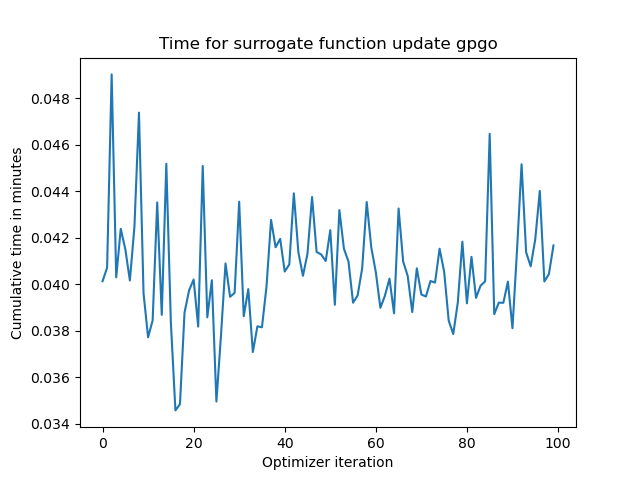 Time for surrogate function update gpgo
Cumulative time in minutes
0.048
0.046
0.044
0.042
0.040
0.038
0.036
0.034
0 20 40 60 80 100
Optimizer iteration